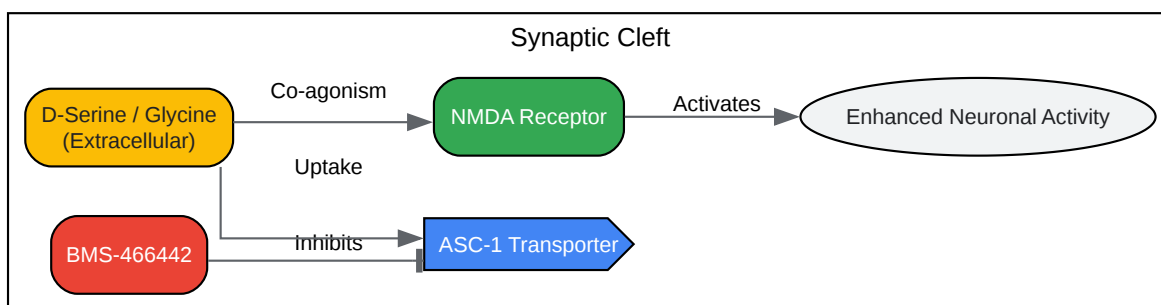 Synaptic Cleft
Co-agonism
D-Serine / Glycine
(Extracellular)
NMDA Receptor
Activates
Enhanced Neuronal Activity
Uptake
Inhibits
ASC-1 Transporter
BMS-466442